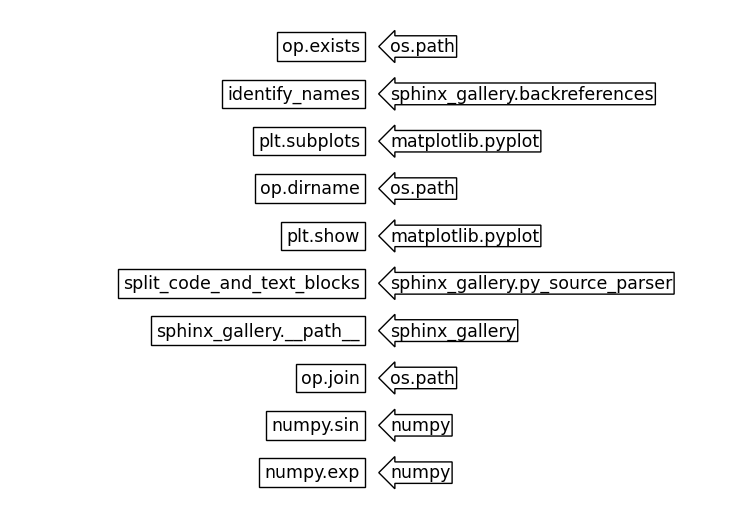 op.exists os.path
identify_names sphinx_gallery.backreferences
plt.subplots matplotlib.pyplot
op.dirname os.path
plt.show matplotlib.pyplot
split_code_and_text_blocks sphinx_gallery.py_source_parser
sphinx_gallery.__path__ sphinx_gallery
op.join os.path
numpy.sin numpy
numpy.exp numpy